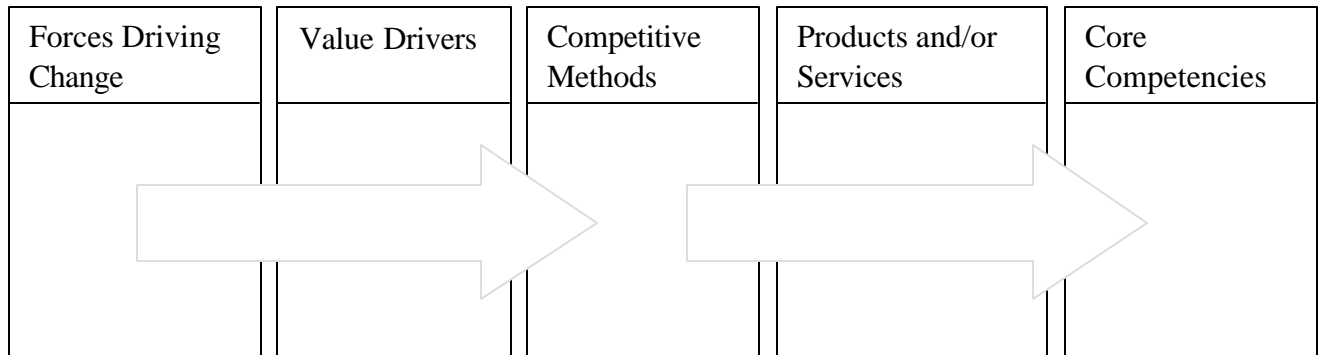 Forces Driving
Change
Value Drivers
Competitive
Methods
Products and/or
Services
Core
Competencies